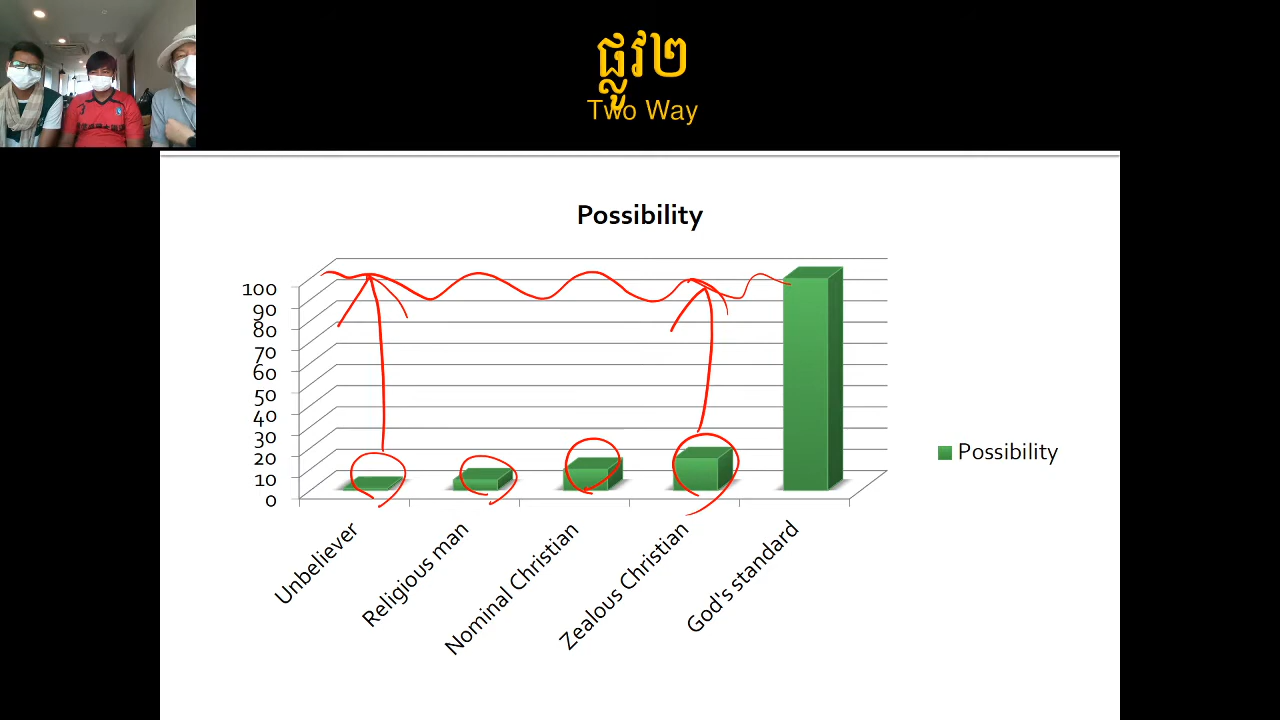 ផ្លូវ២
Two Way
Possibility
100
90
80
70
60
50
40
30
20
10
0
Unbeliever
Religious man
Nominal Christian
Zealous Christian
God's standard
Possibility